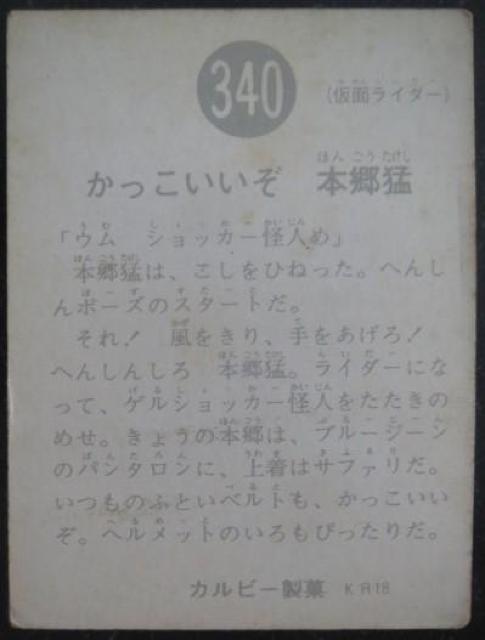 340
(仮面ライダー)
かっこいいぞ 本郷猛
「ウム ショッカー怪人め」
本郷猛は、こしをひねった。へんし
んポーズのスタートだ。
それ! 風をきり、手をあげろ!
へんしんしろ 本郷猛。ライダーにな
って、ゲルショッカー怪人をたたきの
めせ。きょうの本郷は、ブルージーン
のパンタロンに、上着はサファリだ。
いつものふといベルトも、かっこいい
ぞ。ヘルメットのいろもぴったりだ。
カルビー製菓 KR18